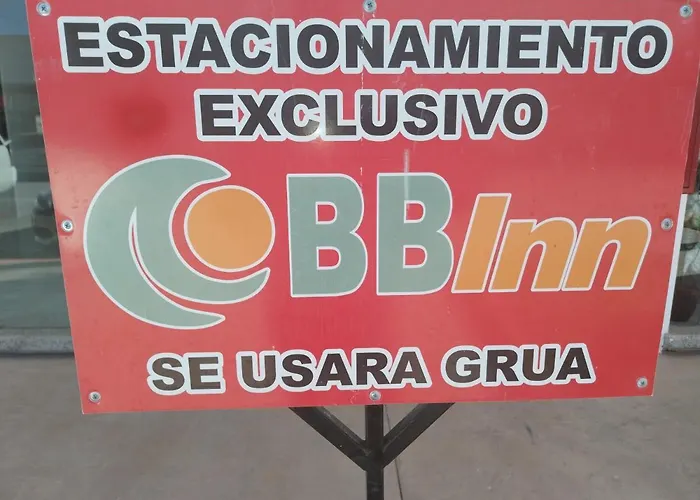 ESTACIONAMIENTO
EXCLUSIVO
BBInn
SE USARA GRUA